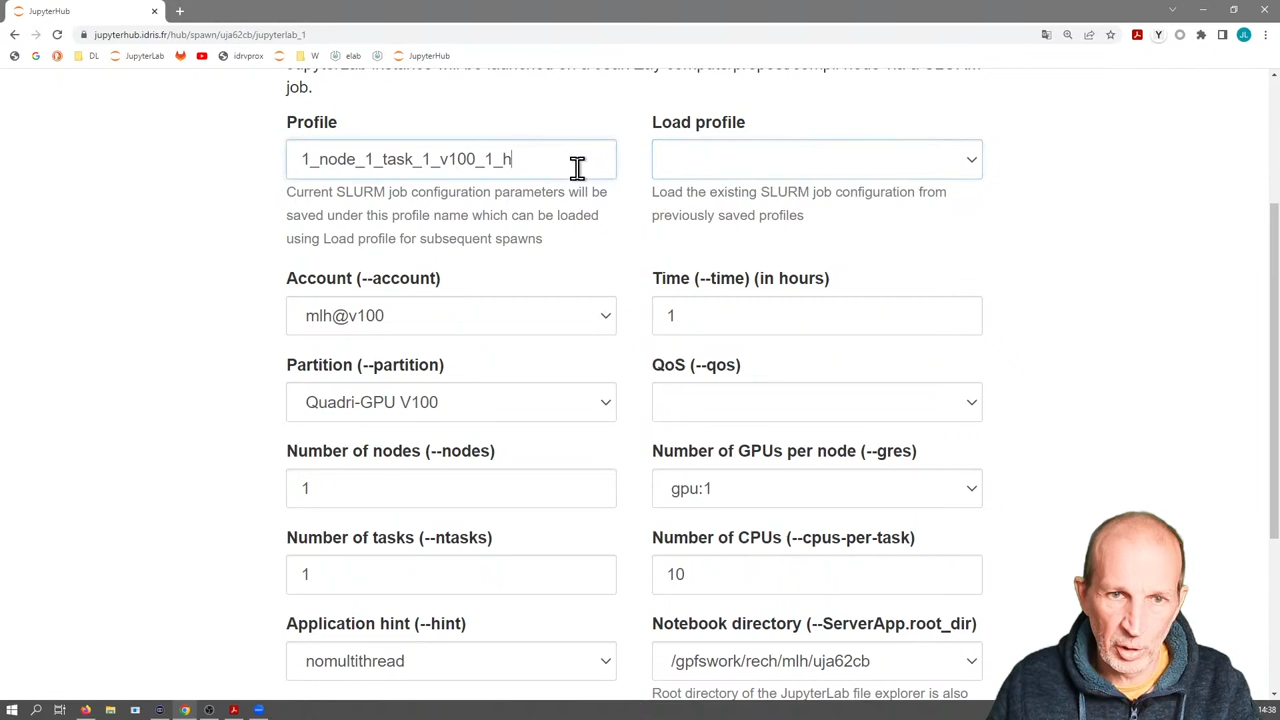 JupyterHub
jupyterhub.idris.fr/hub/spawn/uja62cb/jupyterlab_1
DL
JupyterLab
idrvprox
W
elab
JupyterHub
job.
Profile
Load profile
1_node_1_task_1_v100_1_h
Current SLURM job configuration parameters will be
saved under this profile name which can be loaded
using Load profile for subsequent spawns
Load the existing SLURM job configuration from
previously saved profiles
Account (--account)
Time (--time) (in hours)
mlh@v100
1
Partition (--partition)
QoS (--qos)
Quadri-GPU V100
Number of nodes (--nodes)
Number of GPUs per node (--gres)
1
gpu:1
Number of tasks (--ntasks)
Number of CPUs (--cpus-per-task)
1
10
Application hint (--hint)
Notebook directory (--ServerApp.root_dir)
nomultithread
/gpfswork/rech/mlh/uja62cb
Root directory of the JupyterLab file explorer is also
14:38